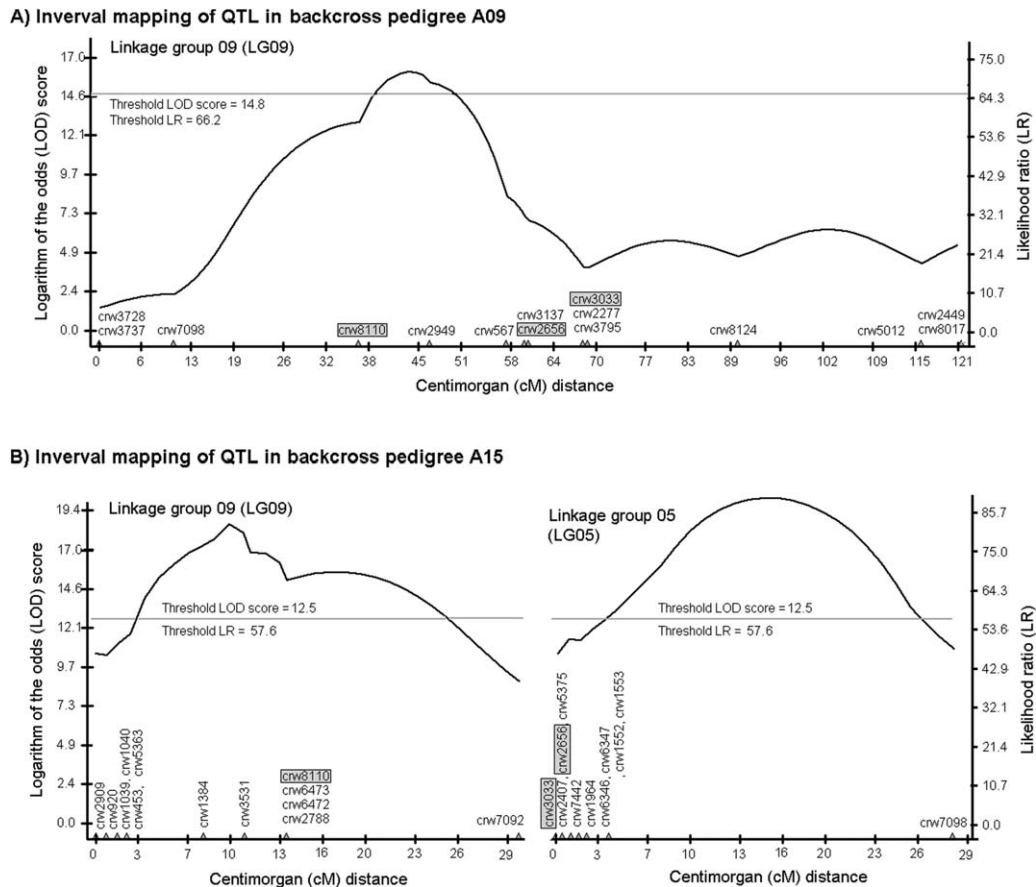 A) Inverval mapping of QTL in backcross pedigree A09
Linkage group 09 (LG09)
Logarithm of the odds (LOD) score
17.0
14.6
12.1
9.7
7.3
4.9
2.4
0.0
Threshold LOD score = 14.8
Threshold LR = 66.2
75.0
64.3
53.6
42.9
32.1
21.4
10.7
0.0
Likelihood ratio (LR)
crw3728
crw3737
crw7098
crw8110
crw2949
crw567
crw3137
crw2656
crw3033
crw2277
crw3795
crw8124
crw5012
crw2449
crw8017
0 6 13 19 26 32 38 45 51 58 64 70 77 83 90 96 102 109 115 121
Centimorgan (cM) distance
B) Inverval mapping of QTL in backcross pedigree A15
Linkage group 09 (LG09)
Logarithm of the odds (LOD) score
19.4
17.0
14.6
12.1
9.7
7.3
4.9
2.4
0.0
Threshold LOD score = 12.5
Threshold LR = 57.6
crw2909
crw920
crw1039, crw1040
crw453, crw5363
crw1384
crw3531
crw8110
crw6473
crw6472
crw2788
crw7092
0 3 7 10 13 16 20 23 26 29
Centimorgan (cM) distance
Linkage group 05
(LG05)
Threshold LOD score = 12.5
Threshold LR = 57.6
85.7
75.0
64.3
53.6
42.9
32.1
21.4
10.7
0.0
Likelihood ratio (LR)
crw3033
crw2656, crw5375
crw2407,
crw7442
crw1964
crw6346, crw6347
, crw1552, crw1553
crw7098
0 3 7 10 13 16 20 23 26 29
Centimorgan (cM) distance